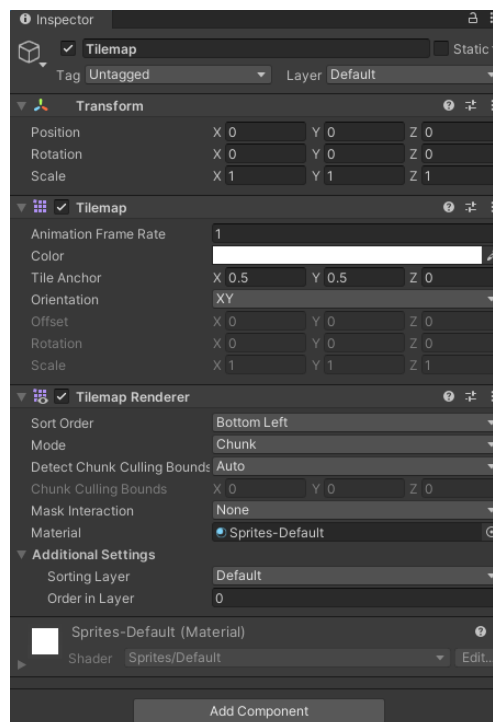 Inspector
Tilemap Static
Tag Untagged Layer Default
Transform
Position X 0 Y 0 Z 0
Rotation X 0 Y 0 Z 0
Scale X 1 Y 1 Z 1
Tilemap
Animation Frame Rate 1
Color
Tile Anchor X 0.5 Y 0.5 Z 0
Orientation XY
Offset X 0 Y 0 Z 0
Rotation X 0 Y 0 Z 0
Scale X 1 Y 1 Z 1
Tilemap Renderer
Sort Order Bottom Left
Mode Chunk
Detect Chunk Culling Bounds Auto
Chunk Culling Bounds X 0 Y 0 Z 0
Mask Interaction None
Material Sprites-Default
Additional Settings
Sorting Layer Default
Order in Layer 0
Sprites-Default (Material)
Shader Sprites/Default Edit...
Add Component